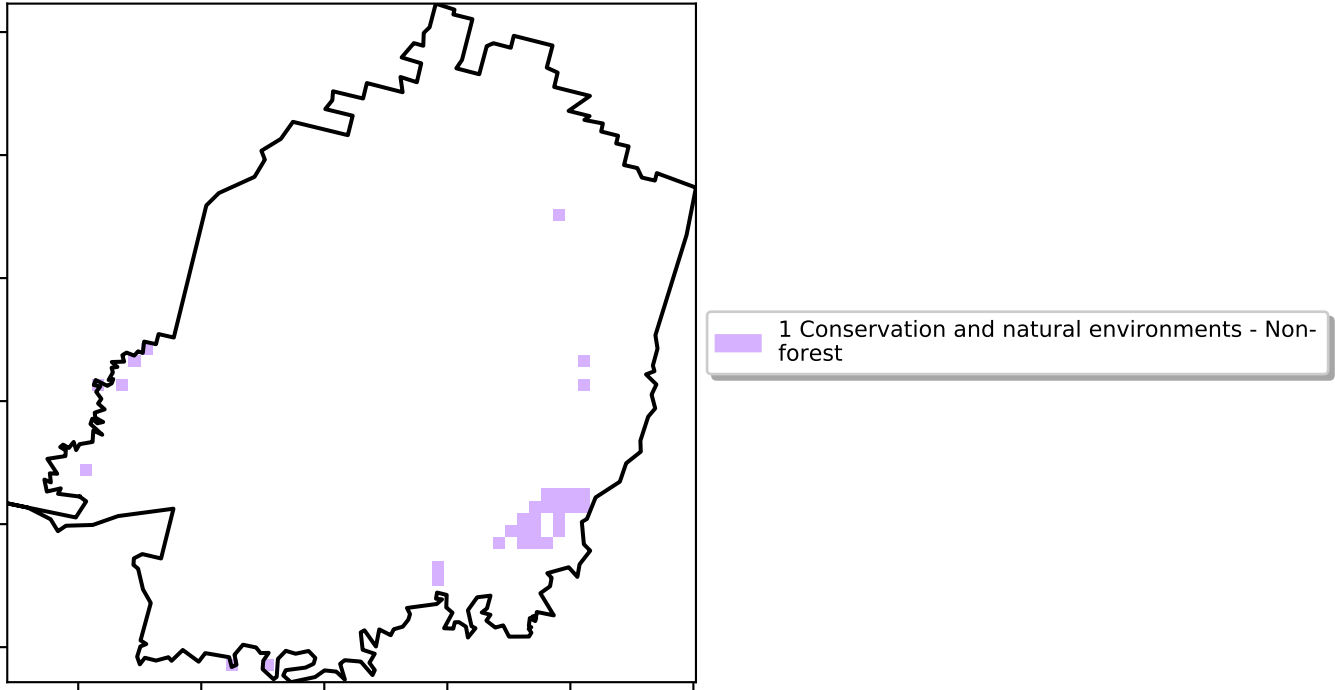 1 Conservation and natural environments - Non-
forest